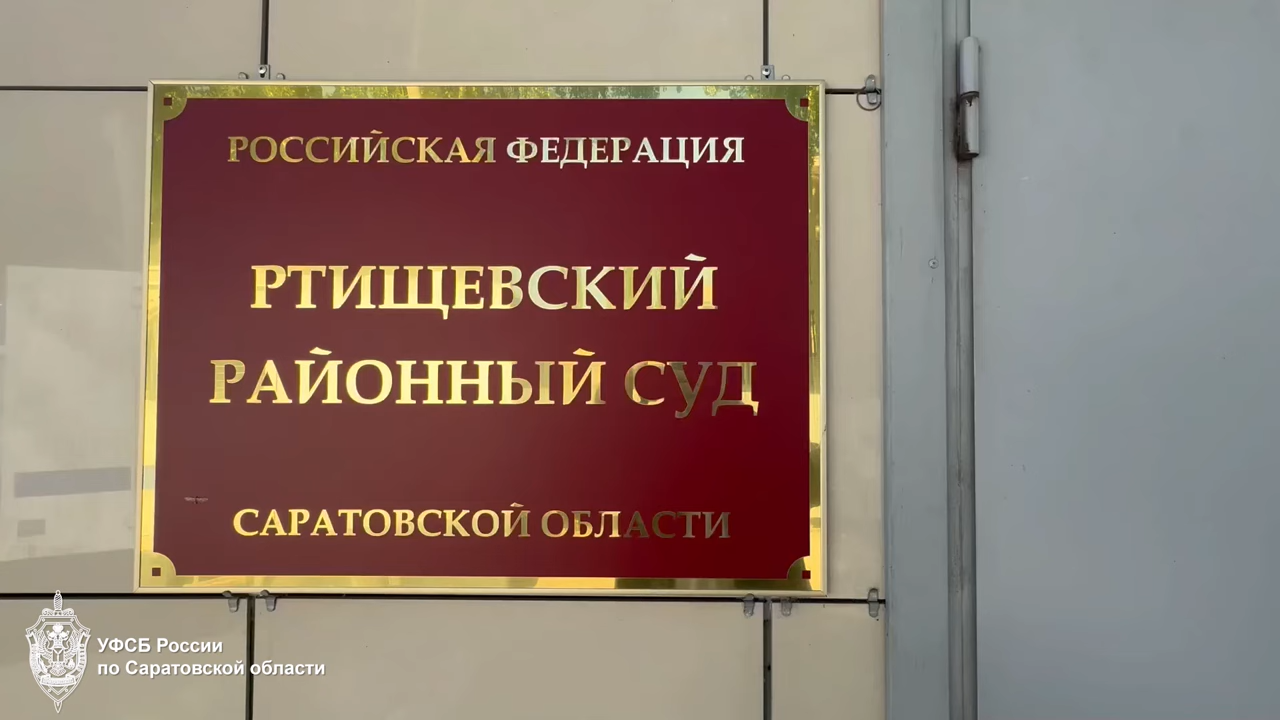 РОССИЙСКАЯ ФЕДЕРАЦИЯ
РТИЩЕВСКИЙ
РАЙОННЫЙ СУД
САРАТОВСКОЙ ОБЛАСТИ
УФСБ России
по Саратовской области